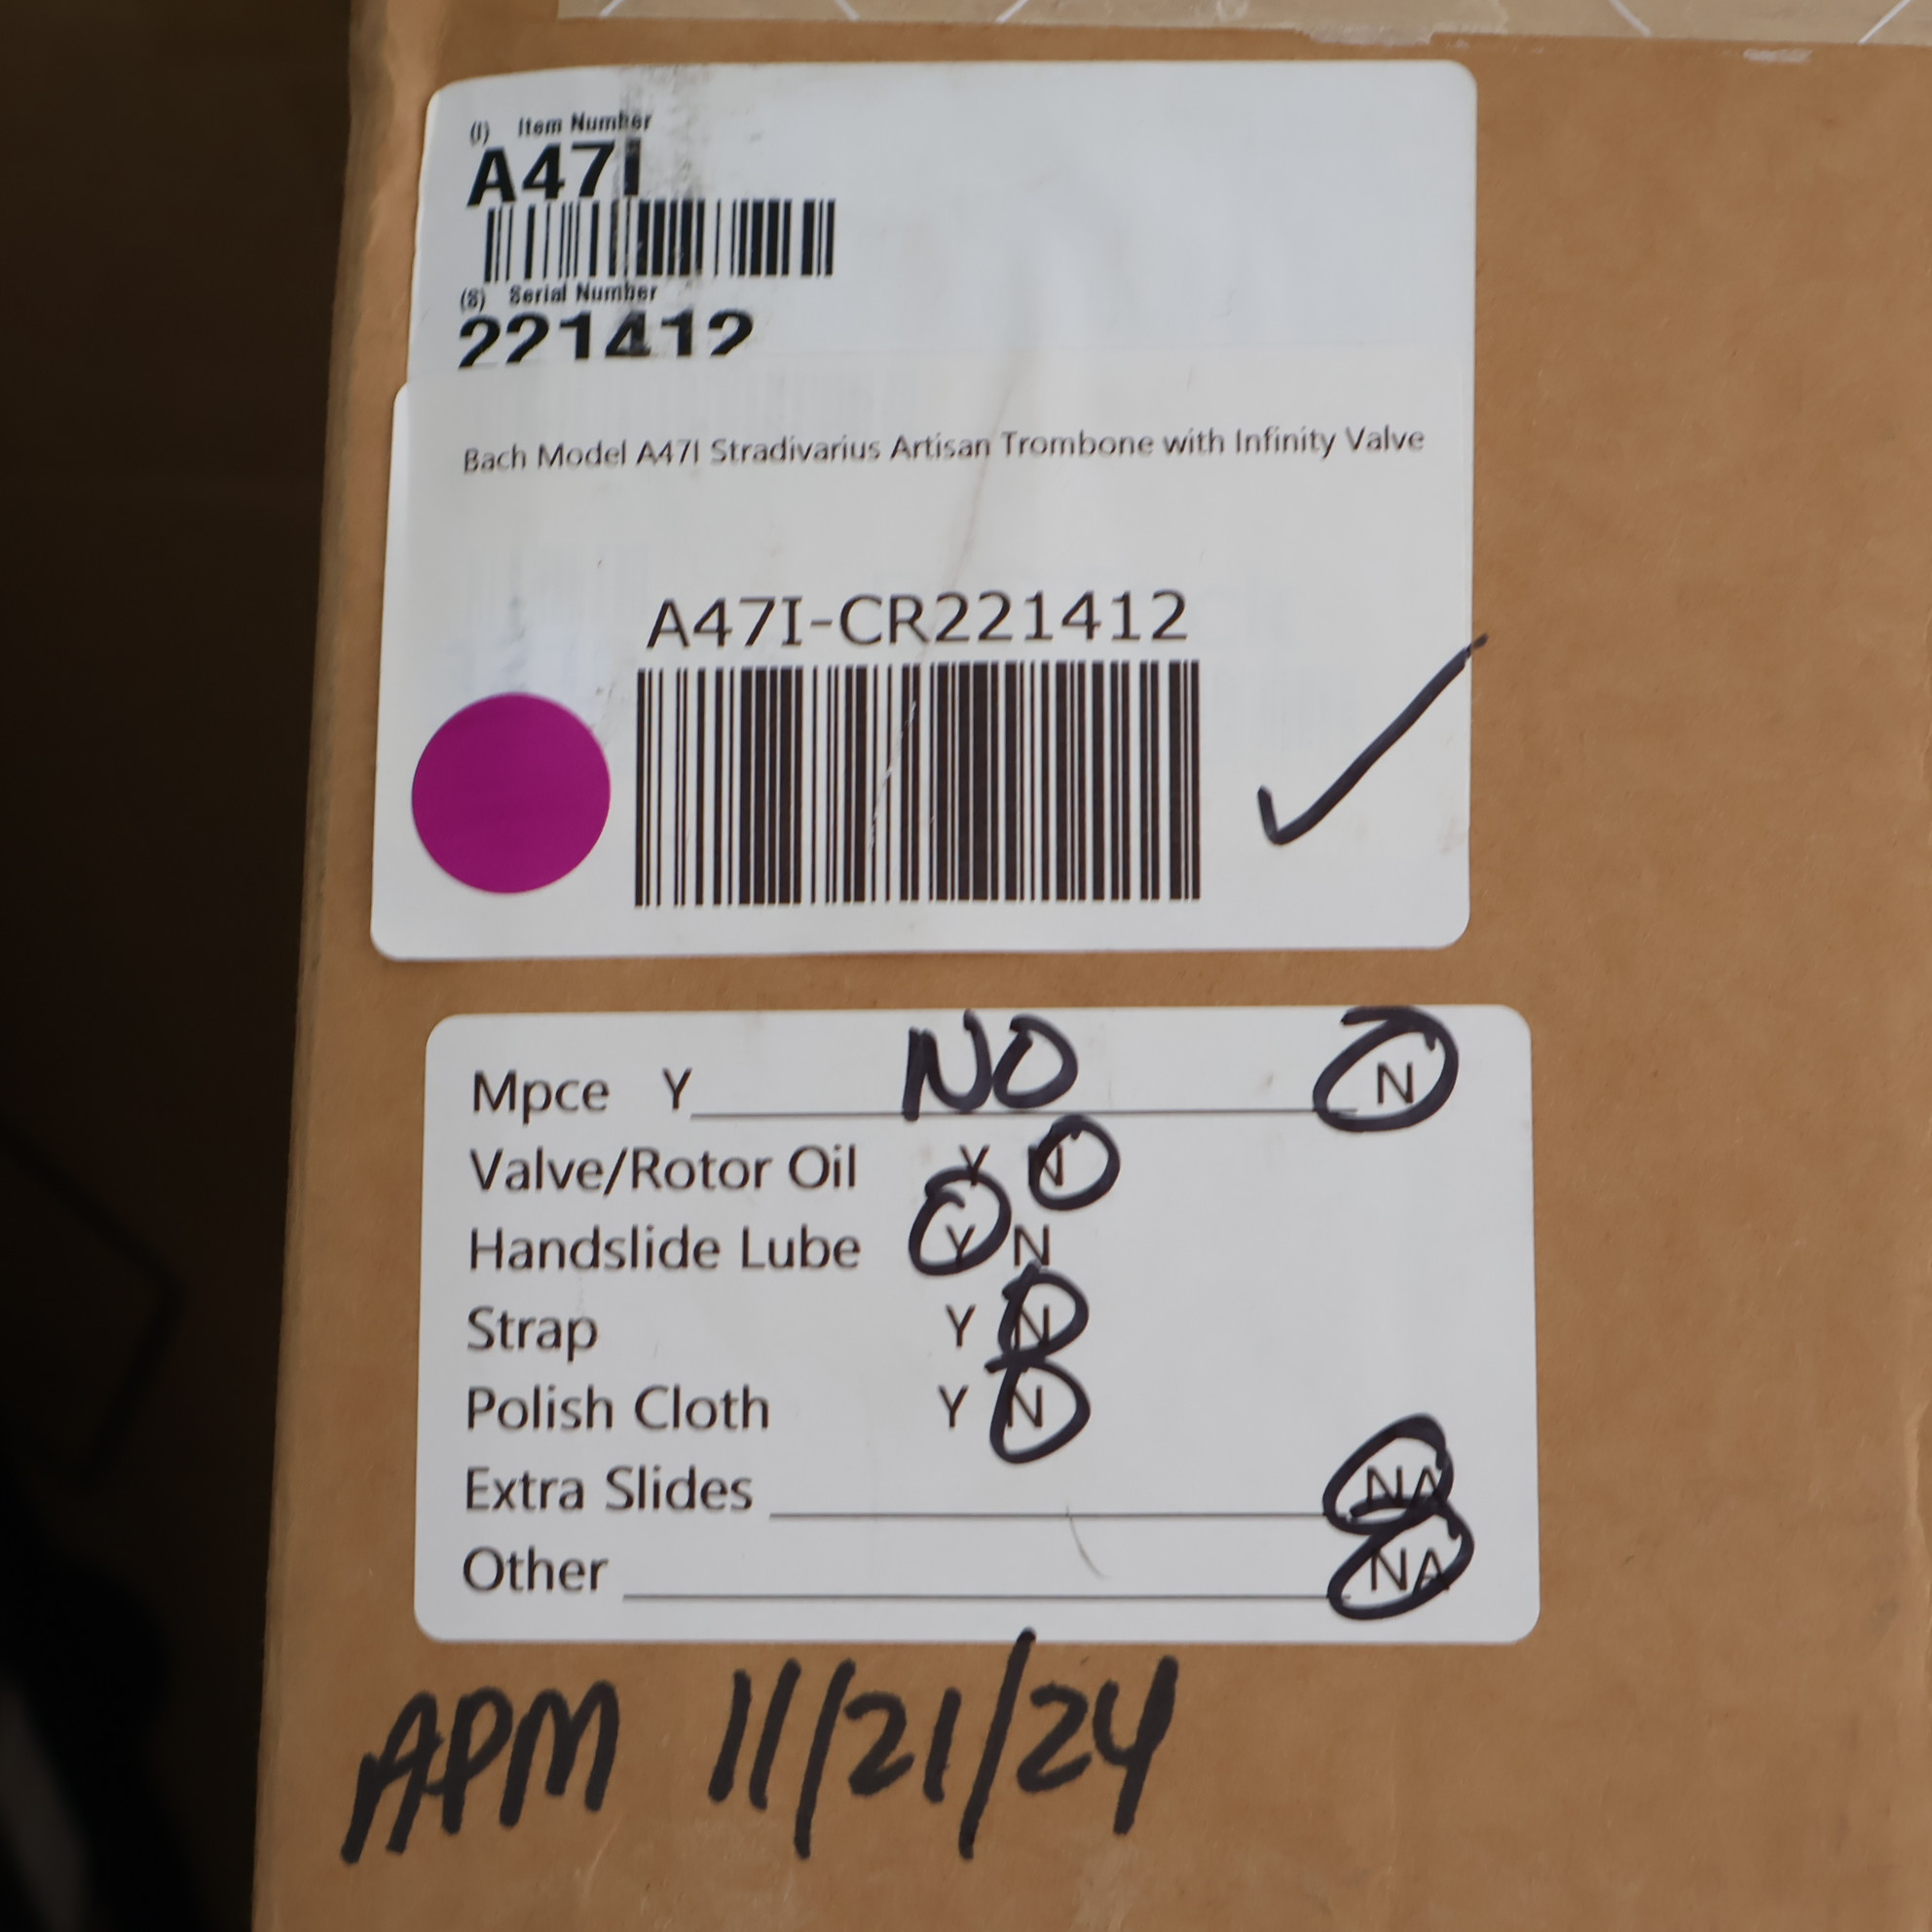 (I) Item Number
A47I
(S) Serial Number
221412
Bach Model A47I Stradivarius Artisan Trombone with Infinity Valve
A47I-CR221412
Mpce Y NO N
Valve/Rotor Oil Y N
Handslide Lube Y N
Strap Y N
Polish Cloth Y N
Extra Slides NA
Other NA
APM 11/21/24